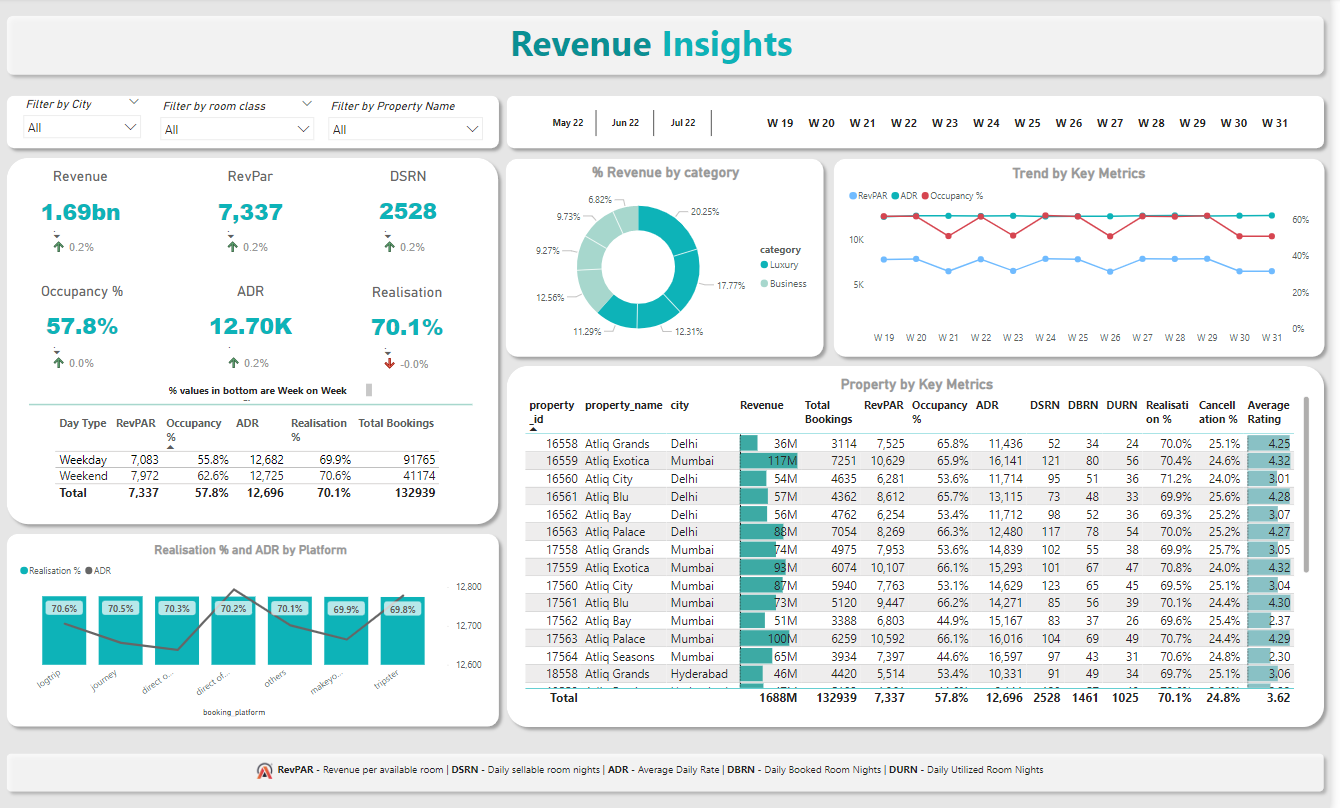 Revenue Insights
Filter by City
All
Filter by room class
All
Filter by Property Name
All
May 22 Jun 22 Jul 22
W 19 W 20 W 21 W 22 W 23 W 24 W 25 W 26 W 27 W 28 W 29 W 30 W 31
Revenue RevPar DSRN
1.69bn 7,337 2528
0.2% 0.2% 0.2%
Occupancy % ADR Realisation
57.8% 12.70K 70.1%
0.0% 0.2% -0.0%
% values in bottom are Week on Week
Day Type RevPAR Occupancy % ADR Realisation % Total Bookings
Weekday 7,083 55.8% 12,682 69.9% 91765
Weekend 7,972 62.6% 12,725 70.6% 41174
Total 7,337 57.8% 12,696 70.1% 132939
Realisation % and ADR by Platform
Realisation % ADR
12,800
12,700
12,600
70.6% 70.5% 70.3% 70.2% 70.1% 69.9% 69.8%
logtrip journey direct o... direct of... others makeyo... tripster
booking_platform
% Revenue by category
6.82% 20.25%
9.73%
9.27%
17.77%
12.56%
11.29% 12.31%
category
Luxury
Business
Trend by Key Metrics
RevPAR ADR Occupancy %
10K
5K
60%
40%
20%
0%
W 19 W 20 W 21 W 22 W 23 W 24 W 25 W 26 W 27 W 28 W 29 W 30 W 31
Property by Key Metrics
property_id property_name city Revenue Total Bookings RevPAR Occupancy % ADR DSRN DBRN DURN Realisation % Cancellation % Average Rating
16558 Atliq Grands Delhi 36M 3114 7,525 65.8% 11,436 52 34 24 70.0% 25.1% 4.25
16559 Atliq Exotica Mumbai 117M 7251 10,629 65.9% 16,141 121 80 56 70.4% 24.6% 4.32
16560 Atliq City Delhi 54M 4635 6,281 53.6% 11,714 95 51 36 71.2% 24.0% 3.01
16561 Atliq Blu Delhi 57M 4362 8,612 65.7% 13,115 73 48 33 69.9% 25.6% 4.28
16562 Atliq Bay Delhi 56M 4762 6,254 53.4% 11,712 98 52 36 69.3% 25.2% 3.07
16563 Atliq Palace Delhi 88M 7054 8,269 66.3% 12,480 117 78 54 70.0% 25.2% 4.27
17558 Atliq Grands Mumbai 74M 4975 7,953 53.6% 14,839 102 55 38 69.9% 25.7% 3.05
17559 Atliq Exotica Mumbai 93M 6074 10,107 66.1% 15,293 101 67 47 70.8% 24.0% 4.32
17560 Atliq City Mumbai 87M 5940 7,763 53.1% 14,629 123 65 45 69.5% 25.1% 3.04
17561 Atliq Blu Mumbai 73M 5120 9,447 66.2% 14,271 85 56 39 70.1% 24.4% 4.30
17562 Atliq Bay Mumbai 51M 3388 6,803 44.9% 15,167 83 37 26 69.6% 25.4% 2.37
17563 Atliq Palace Mumbai 100M 6259 10,592 66.1% 16,016 104 69 49 70.7% 24.4% 4.29
17564 Atliq Seasons Mumbai 65M 3934 7,397 44.6% 16,597 97 43 31 70.6% 24.8% 2.30
18558 Atliq Grands Hyderabad 46M 4420 5,514 53.4% 10,331 91 49 34 69.7% 25.1% 3.06
Total 1688M 132939 7,337 57.8% 12,696 2528 1461 1025 70.1% 24.8% 3.62
RevPAR - Revenue per available room | DSRN - Daily sellable room nights | ADR - Average Daily Rate | DBRN - Daily Booked Room Nights | DURN - Daily Utilized Room Nights